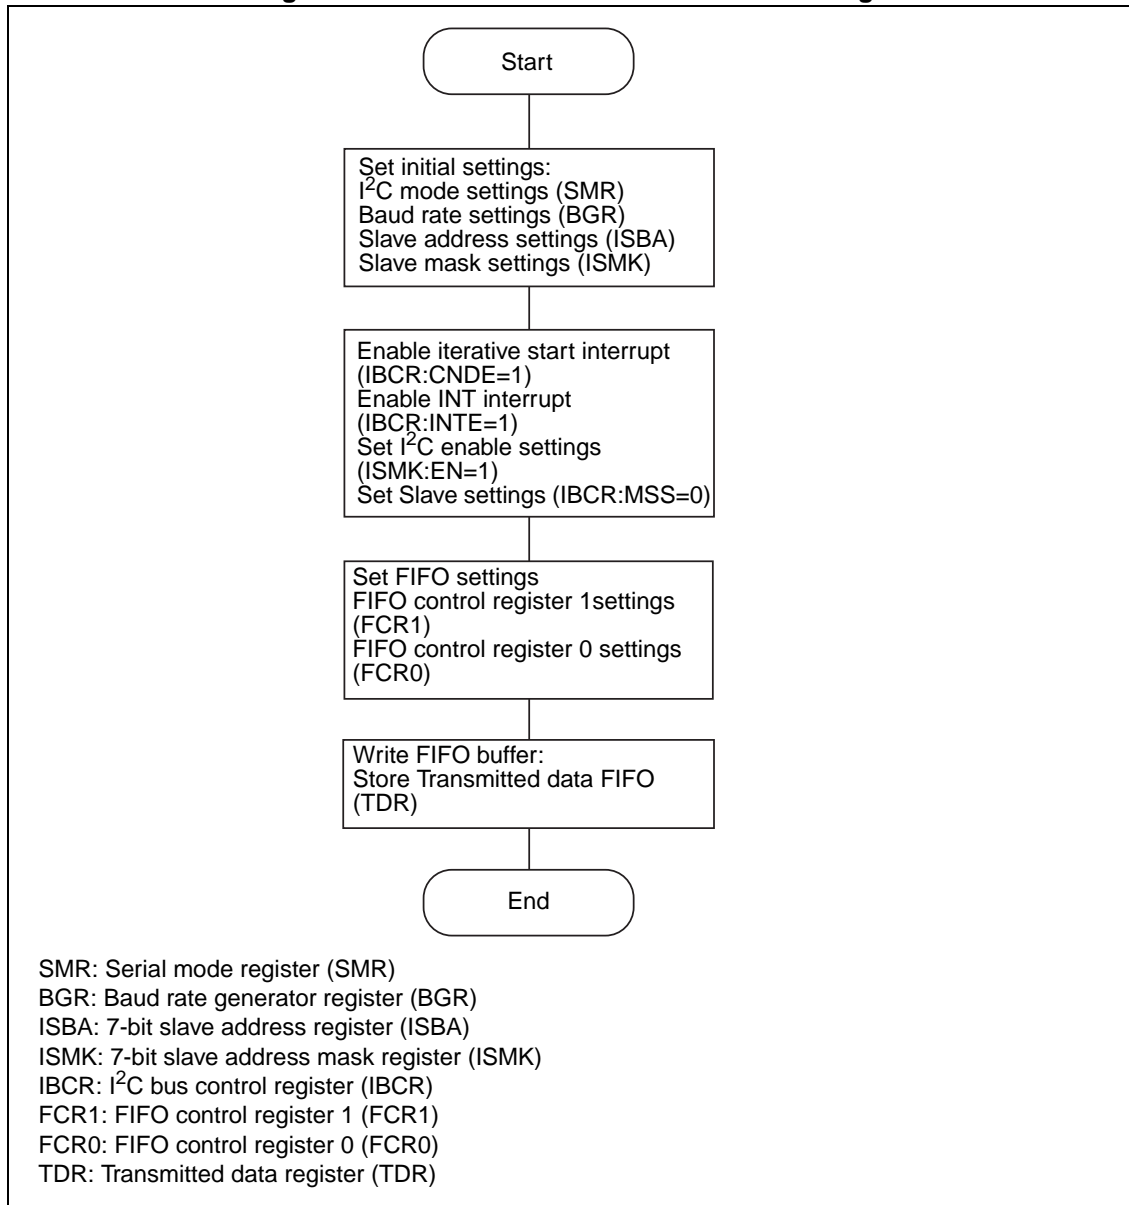 Start
Set initial settings:
I²C mode settings (SMR)
Baud rate settings (BGR)
Slave address settings (ISBA)
Slave mask settings (ISMK)
Enable iterative start interrupt
(IBCR:CNDE=1)
Enable INT interrupt
(IBCR:INTE=1)
Set I²C enable settings
(ISMK:EN=1)
Set Slave settings (IBCR:MSS=0)
Set FIFO settings
FIFO control register 1settings
(FCR1)
FIFO control register 0 settings
(FCR0)
Write FIFO buffer:
Store Transmitted data FIFO
(TDR)
End
SMR: Serial mode register (SMR)
BGR: Baud rate generator register (BGR)
ISBA: 7-bit slave address register (ISBA)
ISMK: 7-bit slave address mask register (ISMK)
IBCR: I²C bus control register (IBCR)
FCR1: FIFO control register 1 (FCR1)
FCR0: FIFO control register 0 (FCR0)
TDR: Transmitted data register (TDR)